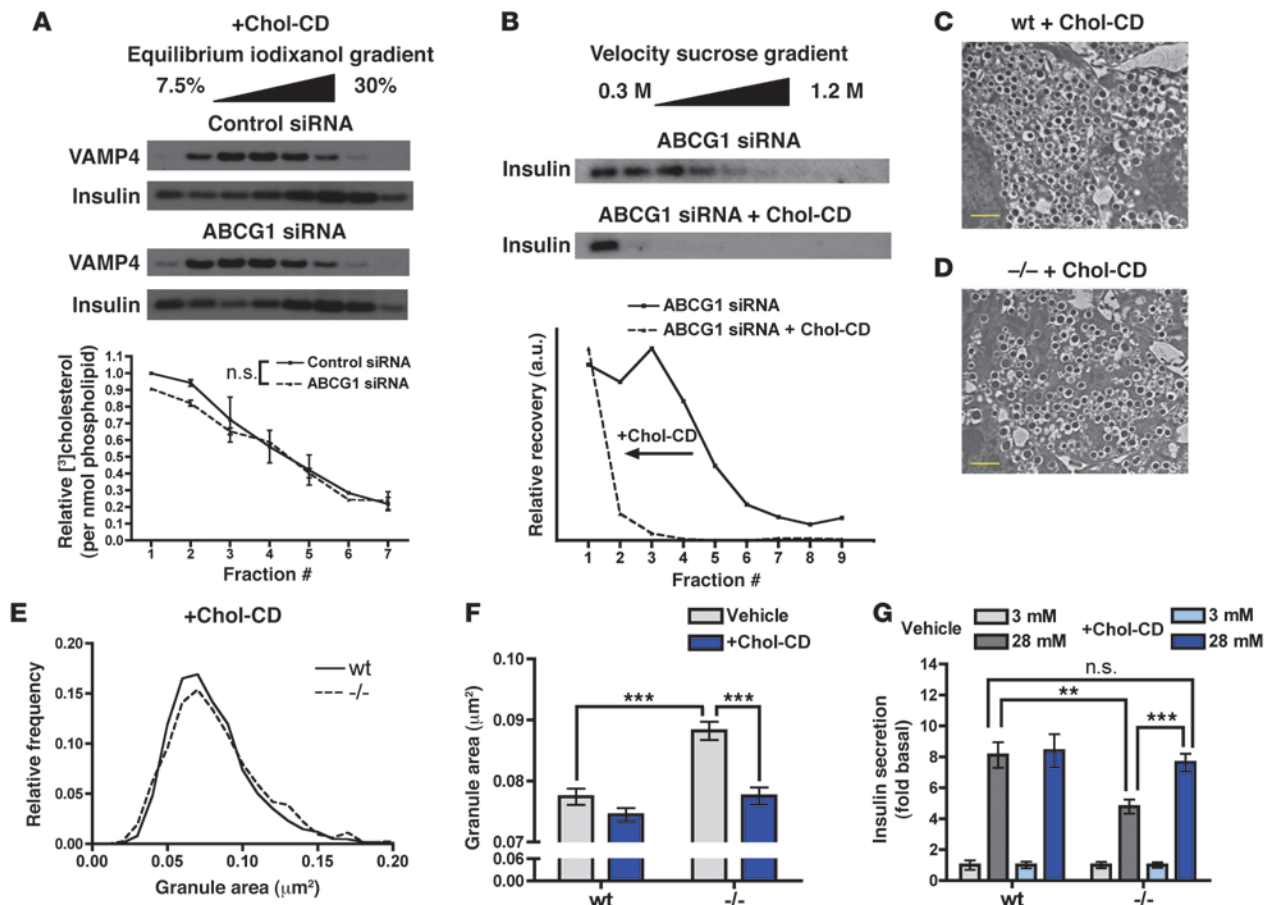 A
+Chol-CD
Equilibrium iodixanol gradient
7.5% 30%
Control siRNA
VAMP4
Insulin
ABCG1 siRNA
VAMP4
Insulin
Relative [³]cholesterol
(per nmol phospholipid)
1.1
1.0
0.9
0.8
0.7
0.6
0.5
0.4
0.3
0.2
0.1
0.0
n.s.
Control siRNA
ABCG1 siRNA
1 2 3 4 5 6 7
Fraction #
B
Velocity sucrose gradient
0.3 M 1.2 M
ABCG1 siRNA
Insulin
ABCG1 siRNA + Chol-CD
Insulin
ABCG1 siRNA
ABCG1 siRNA + Chol-CD
Relative recovery (a.u.)
+Chol-CD
1 2 3 4 5 6 7 8 9
Fraction #
C
wt + Chol-CD
D
–/– + Chol-CD
E
+Chol-CD
wt
-/-
Relative frequency
0.20
0.15
0.10
0.05
0.00
0.00 0.05 0.10 0.15 0.20
Granule area (μm²)
F
Vehicle
+Chol-CD
Granule area (μm²)
0.10
0.09
0.08
0.07
0.06
0.00
***
***
wt -/-
G
Vehicle
3 mM
28 mM
+Chol-CD
3 mM
28 mM
Insulin secretion
(fold basal)
14
12
10
8
6
4
2
0
n.s.
**
***
wt -/-